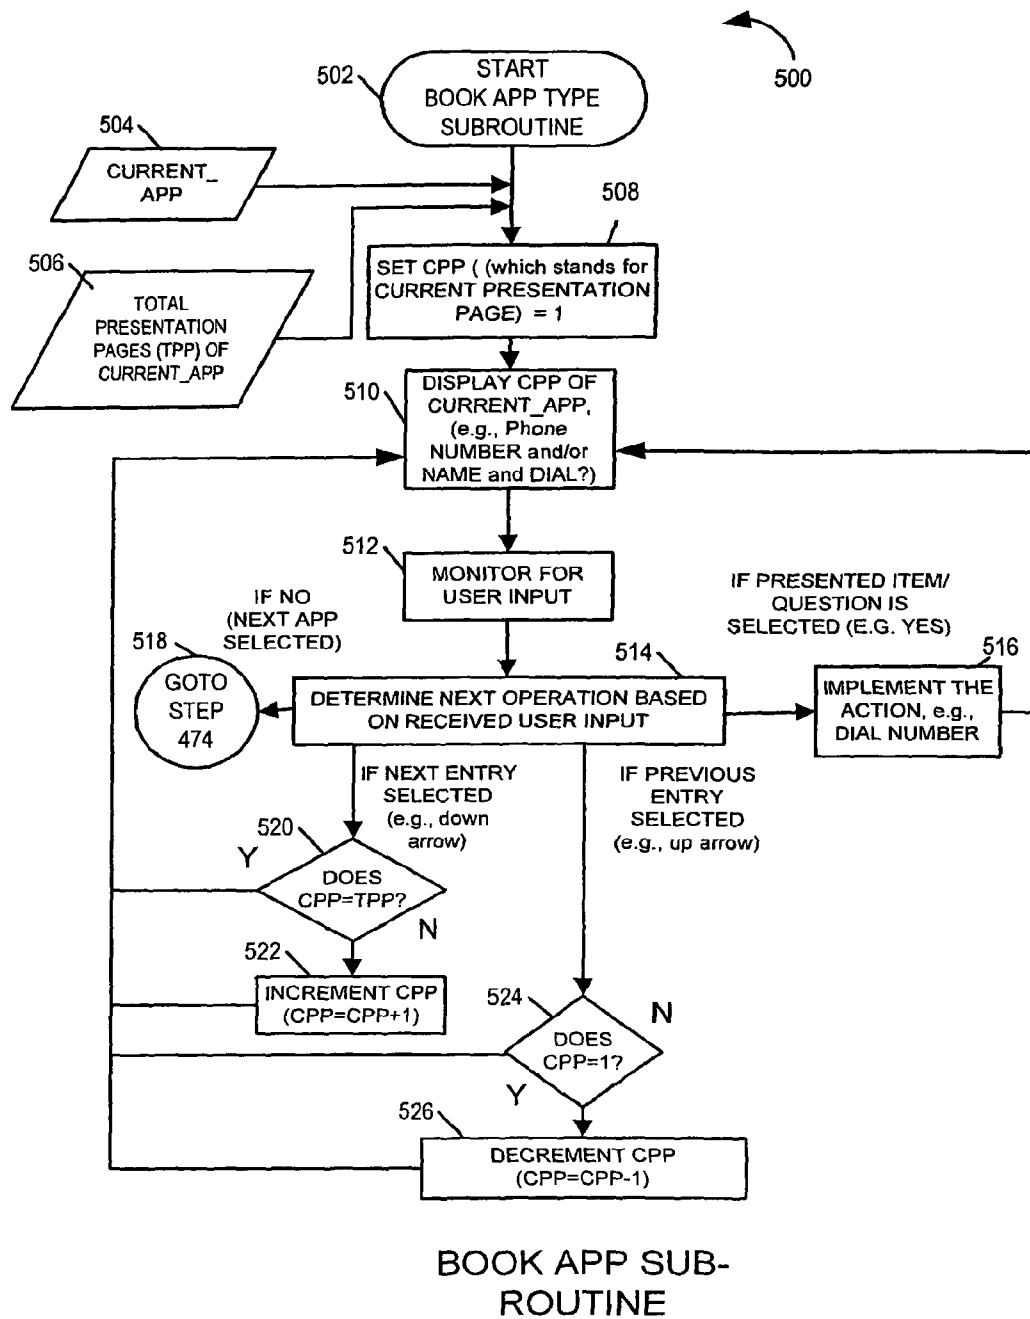 500
502
START
BOOK APP TYPE
SUBROUTINE
504
CURRENT_
APP
508
506
SET CPP ( (which stands for
CURRENT PRESENTATION
PAGE) = 1
TOTAL
PRESENTATION
PAGES (TPP) OF
CURRENT_APP
510
DISPLAY CPP OF
CURRENT_APP,
(e.g., Phone
NUMBER and/or
NAME and DIAL?)
512
MONITOR FOR
USER INPUT
IF NO
(NEXT APP
SELECTED)
IF PRESENTED ITEM/
QUESTION IS
SELECTED (E.G. YES)
518
GOTO
STEP
474
514
DETERMINE NEXT OPERATION BASED
ON RECEIVED USER INPUT
516
IMPLEMENT THE
ACTION, e.g.,
DIAL NUMBER
IF NEXT ENTRY
SELECTED
(e.g., down
arrow)
IF PREVIOUS
ENTRY
SELECTED
(e.g., up arrow)
520
Y
DOES
CPP=TPP?
N
522
INCREMENT CPP
(CPP=CPP+1)
524
N
DOES
CPP=1?
Y
526
DECREMENT CPP
(CPP=CPP-1)
BOOK APP SUB-
ROUTINE